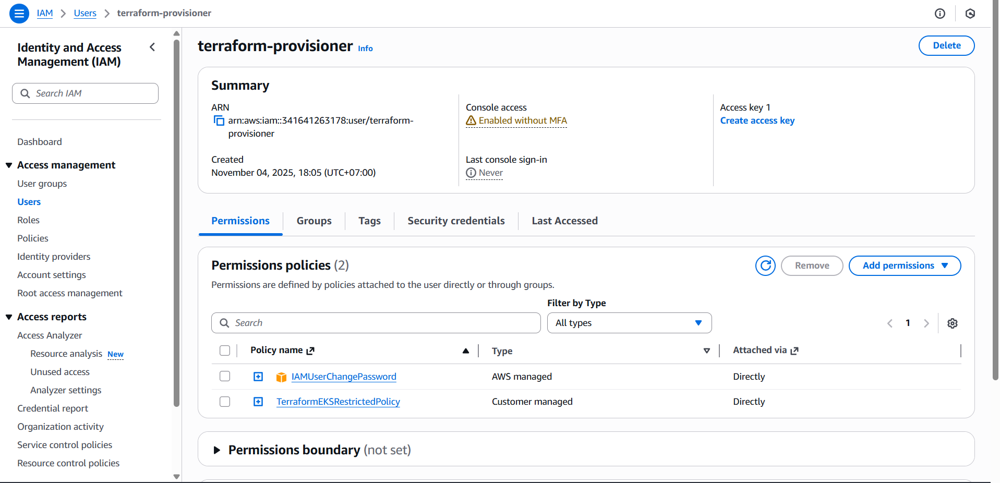 IAM > Users > terraform-provisioner
Identity and Access
Management (IAM)
Search IAM
Dashboard
Access management
User groups
Users
Roles
Policies
Identity providers
Account settings
Root access management
Access reports
Access Analyzer
Resource analysis New
Unused access
Analyzer settings
Credential report
Organization activity
Service control policies
Resource control policies
terraform-provisioner Info
Delete
Summary
ARN
arn:aws:iam::341641263178:user/terraform-
provisioner
Created
November 04, 2025, 18:05 (UTC+07:00)
Console access
Enabled without MFA
Last console sign-in
Never
Access key 1
Create access key
Permissions Groups Tags Security credentials Last Accessed
Permissions policies (2)
Remove Add permissions
Permissions are defined by policies attached to the user directly or through groups.
Filter by Type
Search All types 1
Policy name Type Attached via
IAMUserChangePassword AWS managed Directly
TerraformEKSRestrictedPolicy Customer managed Directly
Permissions boundary (not set)